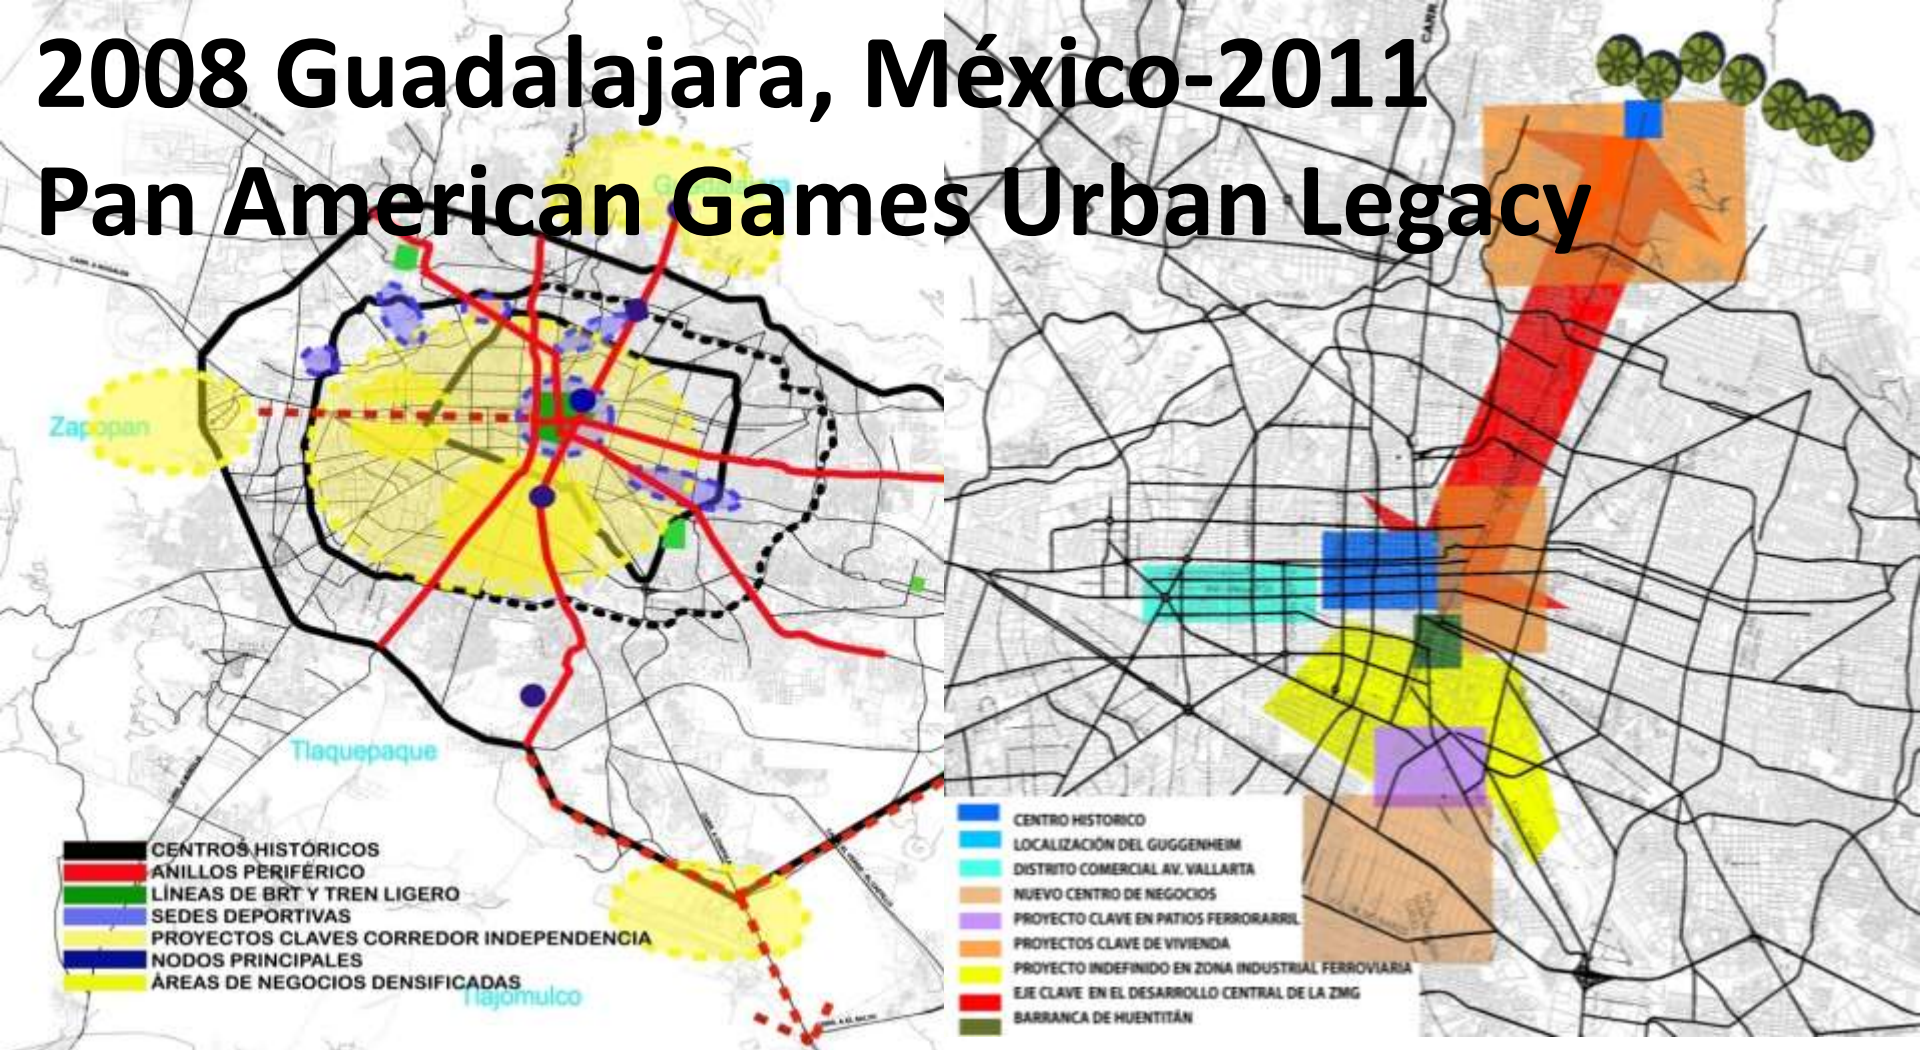 2008 Guadalajara, México-2011
Pan American Games Urban Legacy
Guadalajara
Zapopan
Tlaquepaque
Tlajomulco
CENTROS HISTÓRICOS
ANILLOS PERIFÉRICO
LÍNEAS DE BRT Y TREN LIGERO
SEDES DEPORTIVAS
PROYECTOS CLAVES CORREDOR INDEPENDENCIA
NODOS PRINCIPALES
ÁREAS DE NEGOCIOS DENSIFICADAS
CARR.
CENTRO HISTORICO
LOCALIZACIÓN DEL GUGGENHEIM
DISTRITO COMERCIAL AV. VALLARTA
NUEVO CENTRO DE NEGOCIOS
PROYECTO CLAVE EN PATIOS FERRORARRIL
PROYECTOS CLAVE DE VIVIENDA
PROYECTO INDEFINIDO EN ZONA INDUSTRIAL FERROVIARIA
EJE CLAVE EN EL DESARROLLO CENTRAL DE LA ZMG
BARRANCA DE HUENTITÁN